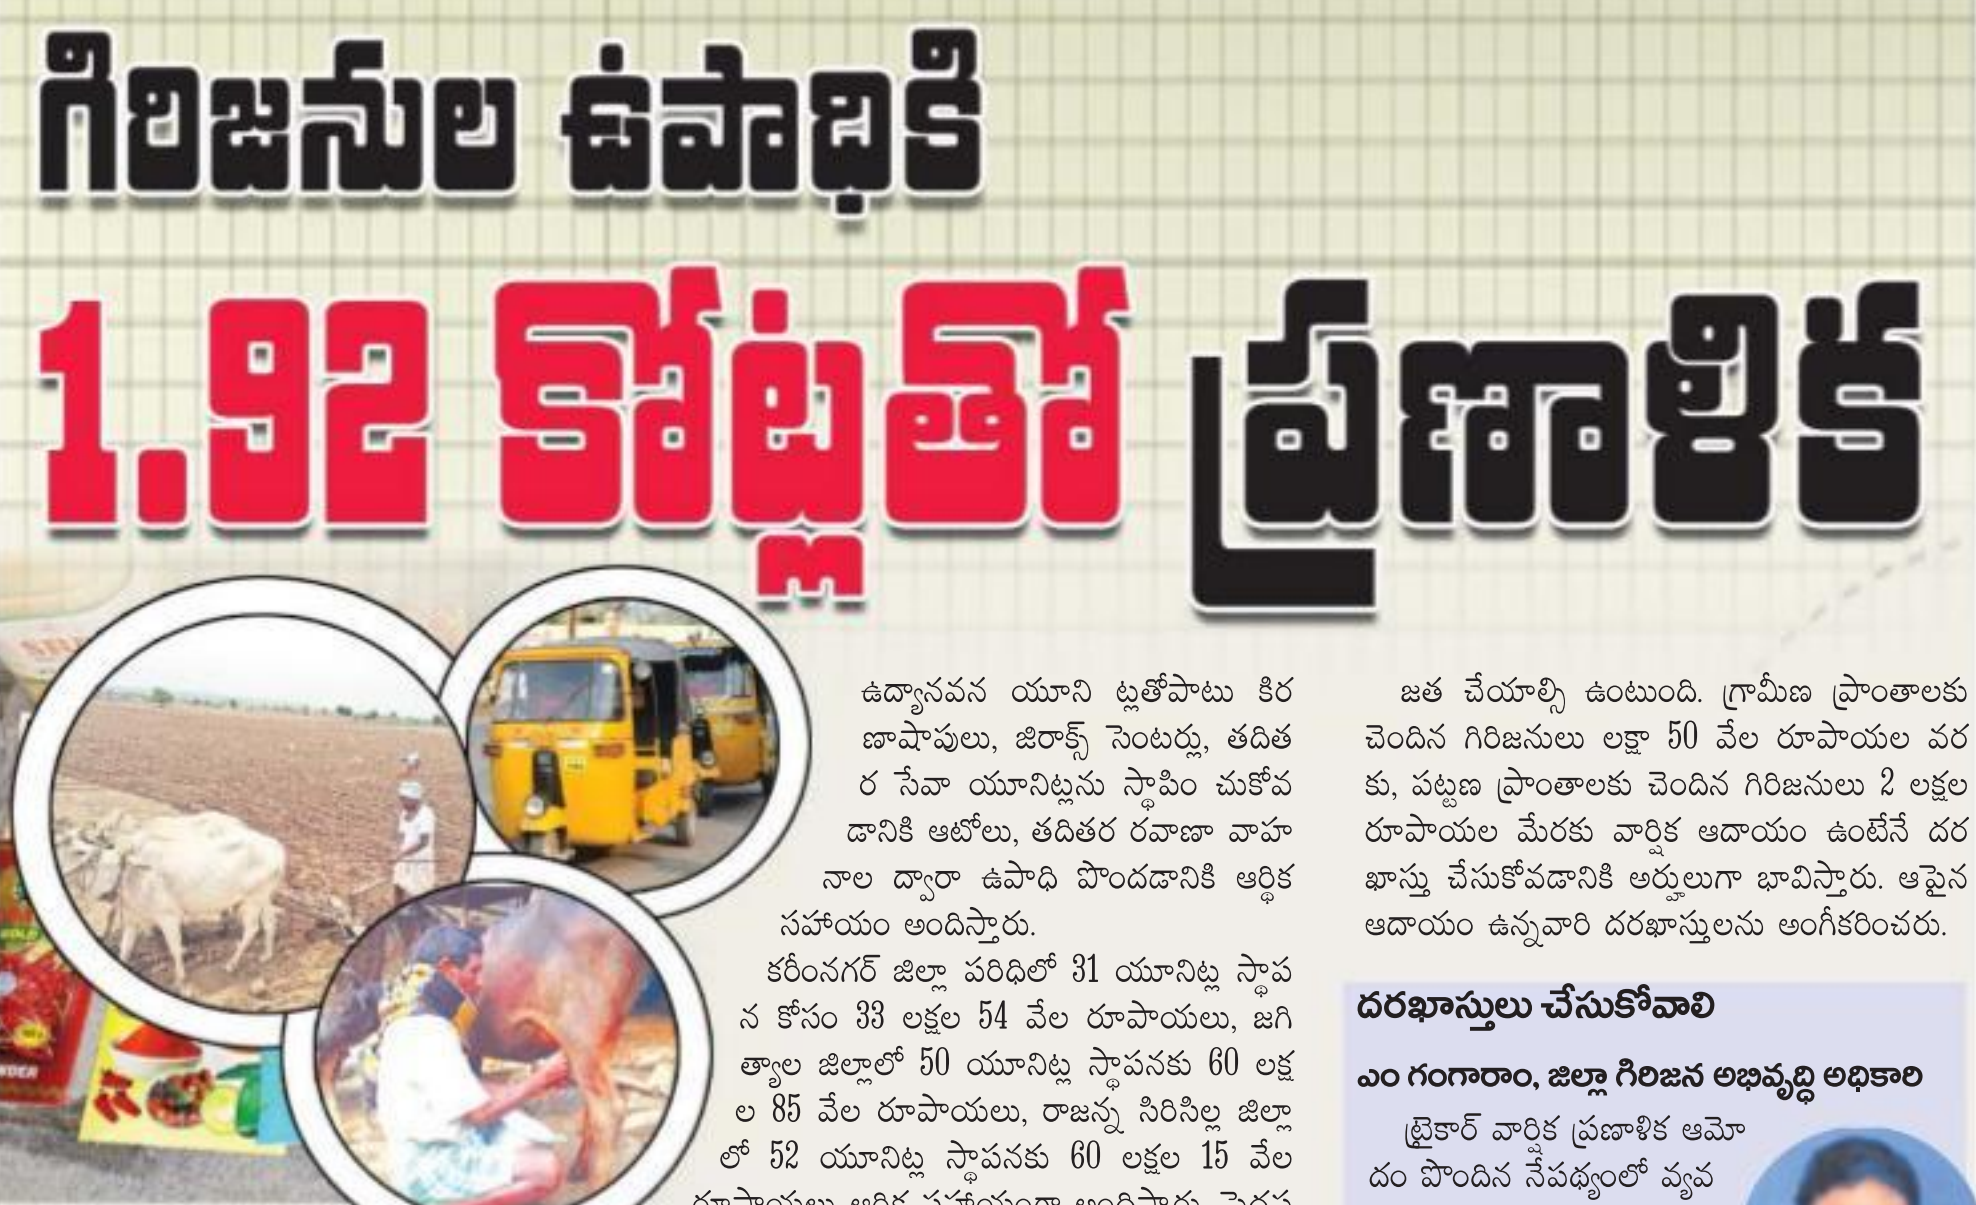 గిరిజనుల ఉపాధికి
1.92 కోట్లతో ప్రణాళిక
ఉద్యానవన యూని ట్లతోపాటు కిర
ణాషాపులు, జిరాక్స్ సెంటర్లు, తదిత
ర సేవా యూనిట్లను స్థాపిం చుకోవ
డానికి ఆటోలు, తదితర రవాణా వాహ
నాల ద్వారా ఉపాధి పొందడానికి ఆర్థిక
సహాయం అందిస్తారు.
కరీంనగర్ జిల్లా పరిధిలో 31 యూనిట్ల స్థాప
న కోసం 33 లక్షల 54 వేల రూపాయలు, జగి
త్యాల జిల్లాలో 50 యూనిట్ల స్థాపనకు 60 లక్ష
ల 85 వేల రూపాయలు, రాజన్న సిరిసిల్ల జిల్లా
లో 52 యూనిట్ల స్థాపనకు 60 లక్షల 15 వేల
జత చేయాల్సి ఉంటుంది. గ్రామీణ ప్రాంతాలకు
చెందిన గిరిజనులు లక్షా 50 వేల రూపాయల వర
కు, పట్టణ ప్రాంతాలకు చెందిన గిరిజనులు 2 లక్షల
రూపాయల మేరకు వార్షిక ఆదాయం ఉంటేనే దర
ఖాస్తు చేసుకోవడానికి అర్హులుగా భావిస్తారు. ఆపైన
ఆదాయం ఉన్నవారి దరఖాస్తులను అంగీకరించరు.
దరఖాస్తులు చేసుకోవాలి
ఎం గంగారాం, జిల్లా గిరిజన అభివృద్ధి అధికారి
ట్రైకార్ వార్షిక ప్రణాళిక ఆమో
దం పొందిన నేపథ్యంలో వ్యవ